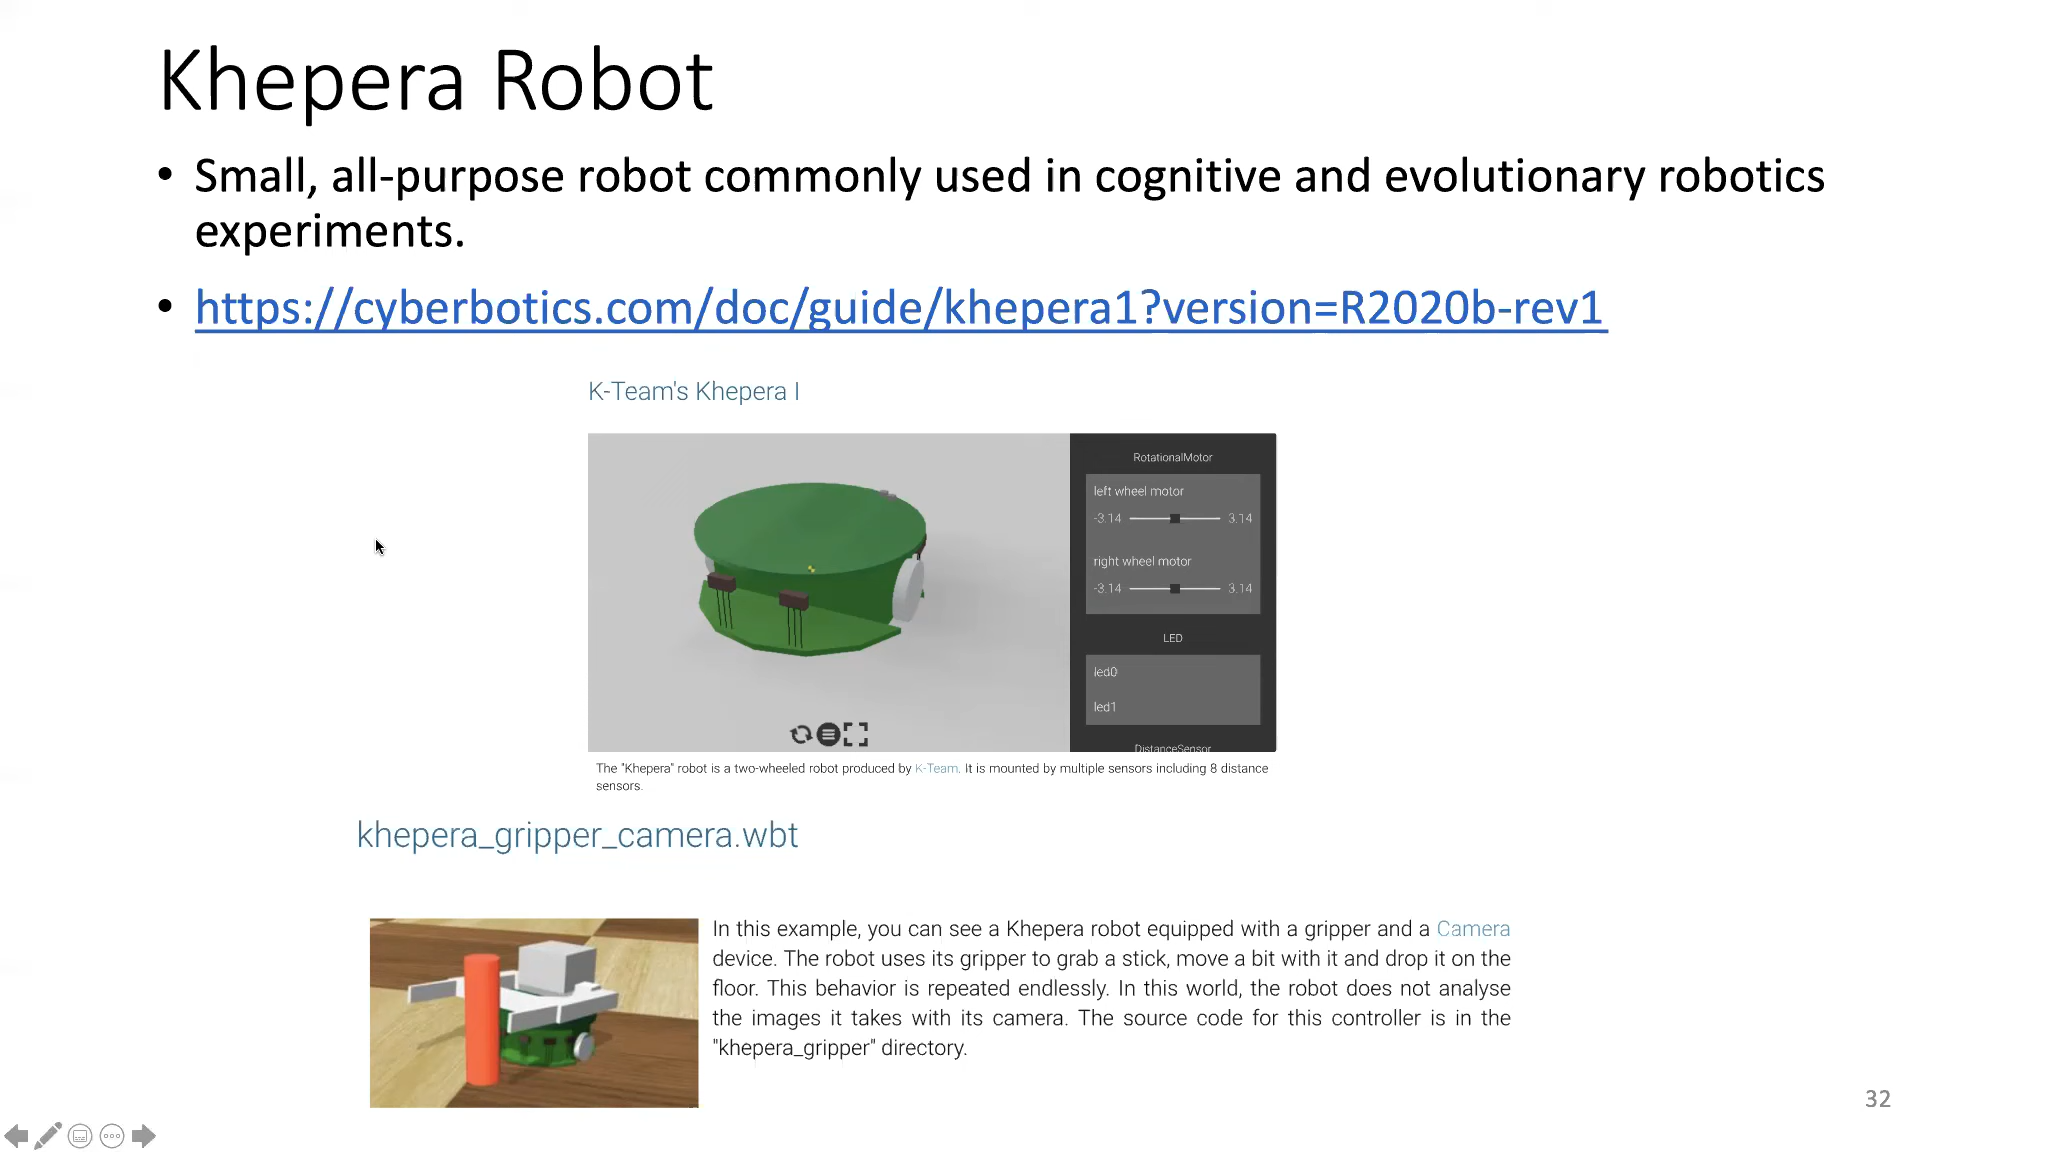 Khepera Robot
• Small, all-purpose robot commonly used in cognitive and evolutionary robotics
experiments.
• https://cyberbotics.com/doc/guide/khepera1?version=R2020b-rev1
K-Team's Khepera I
RotationalMotor
left wheel motor
-3.14 3.14
right wheel motor
-3.14 3.14
LED
led0
led1
DistanceSensor
The "Khepera" robot is a two-wheeled robot produced by K-Team. It is mounted by multiple sensors including 8 distance
sensors.
khepera_gripper_camera.wbt
In this example, you can see a Khepera robot equipped with a gripper and a Camera
device. The robot uses its gripper to grab a stick, move a bit with it and drop it on the
floor. This behavior is repeated endlessly. In this world, the robot does not analyse
the images it takes with its camera. The source code for this controller is in the
"khepera_gripper" directory.
32